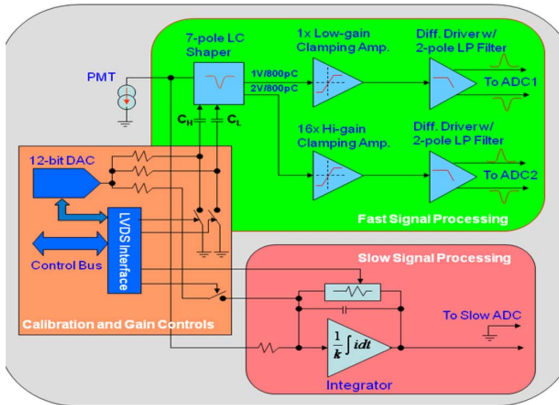 7-pole LC
Shaper
1x Low-gain
Clamping Amp.
Diff. Driver w/
2-pole LP Filter
PMT
1V/800pC
2V/800pC
To ADC1
CH
CL
16x Hi-gain
Clamping Amp.
Diff. Driver w/
2-pole LP Filter
12-bit DAC
To ADC2
Fast Signal Processing
LVDS Interface
Control Bus
Slow Signal Processing
Calibration and Gain Controls
To Slow ADC
1/k ∫ idt
Integrator